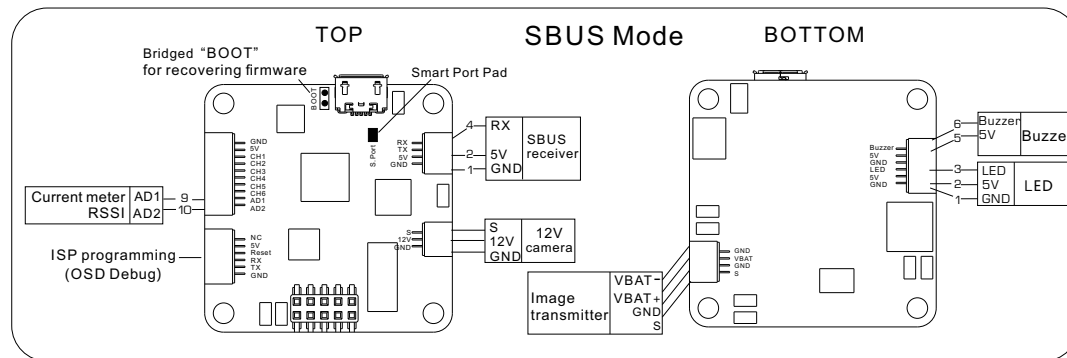 TOP
SBUS Mode
BOTTOM
Bridged “BOOT”
for recovering firmware
Smart Port Pad
BOOT
S.Port
GND
5V
CH1
CH2
CH3
CH4
CH5
CH6
AD1
AD2
Current meter
RSSI
AD1
AD2
9
10
NC
5V
Reset
RX
TX
GND
ISP programming
(OSD Debug)
RX
TX
5V
GND
4
2
1
RX
5V
GND
SBUS
receiver
S
12V
GND
S
12V
GND
12V
camera
Buzzer
5V
GND
LED
5V
GND
6
5
3
2
1
Buzzer
5V
Buzze
LED
5V
GND
LED
GND
VBAT
GND
S
Image
transmitter
VBAT-
VBAT+
GND
S